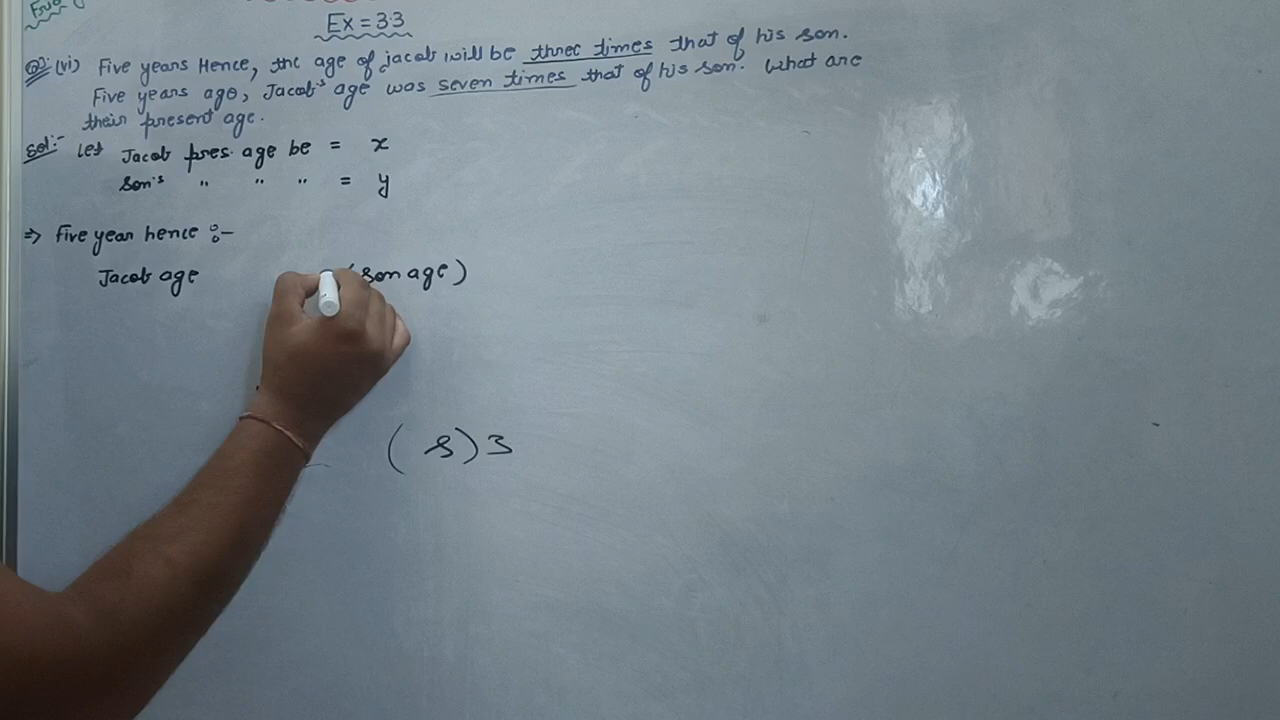 Ex = 3.3
Q: (vi) Five years Hence, the age of jacob will be three times that of his son.
Five years ago, Jacob's age was seven times that of his son. What are
their present age.
Sol:- Let Jacob pres. age be = x
Son's " " " = y
⇒ Five year hence :-
Jacob age (son age)
( 8)3